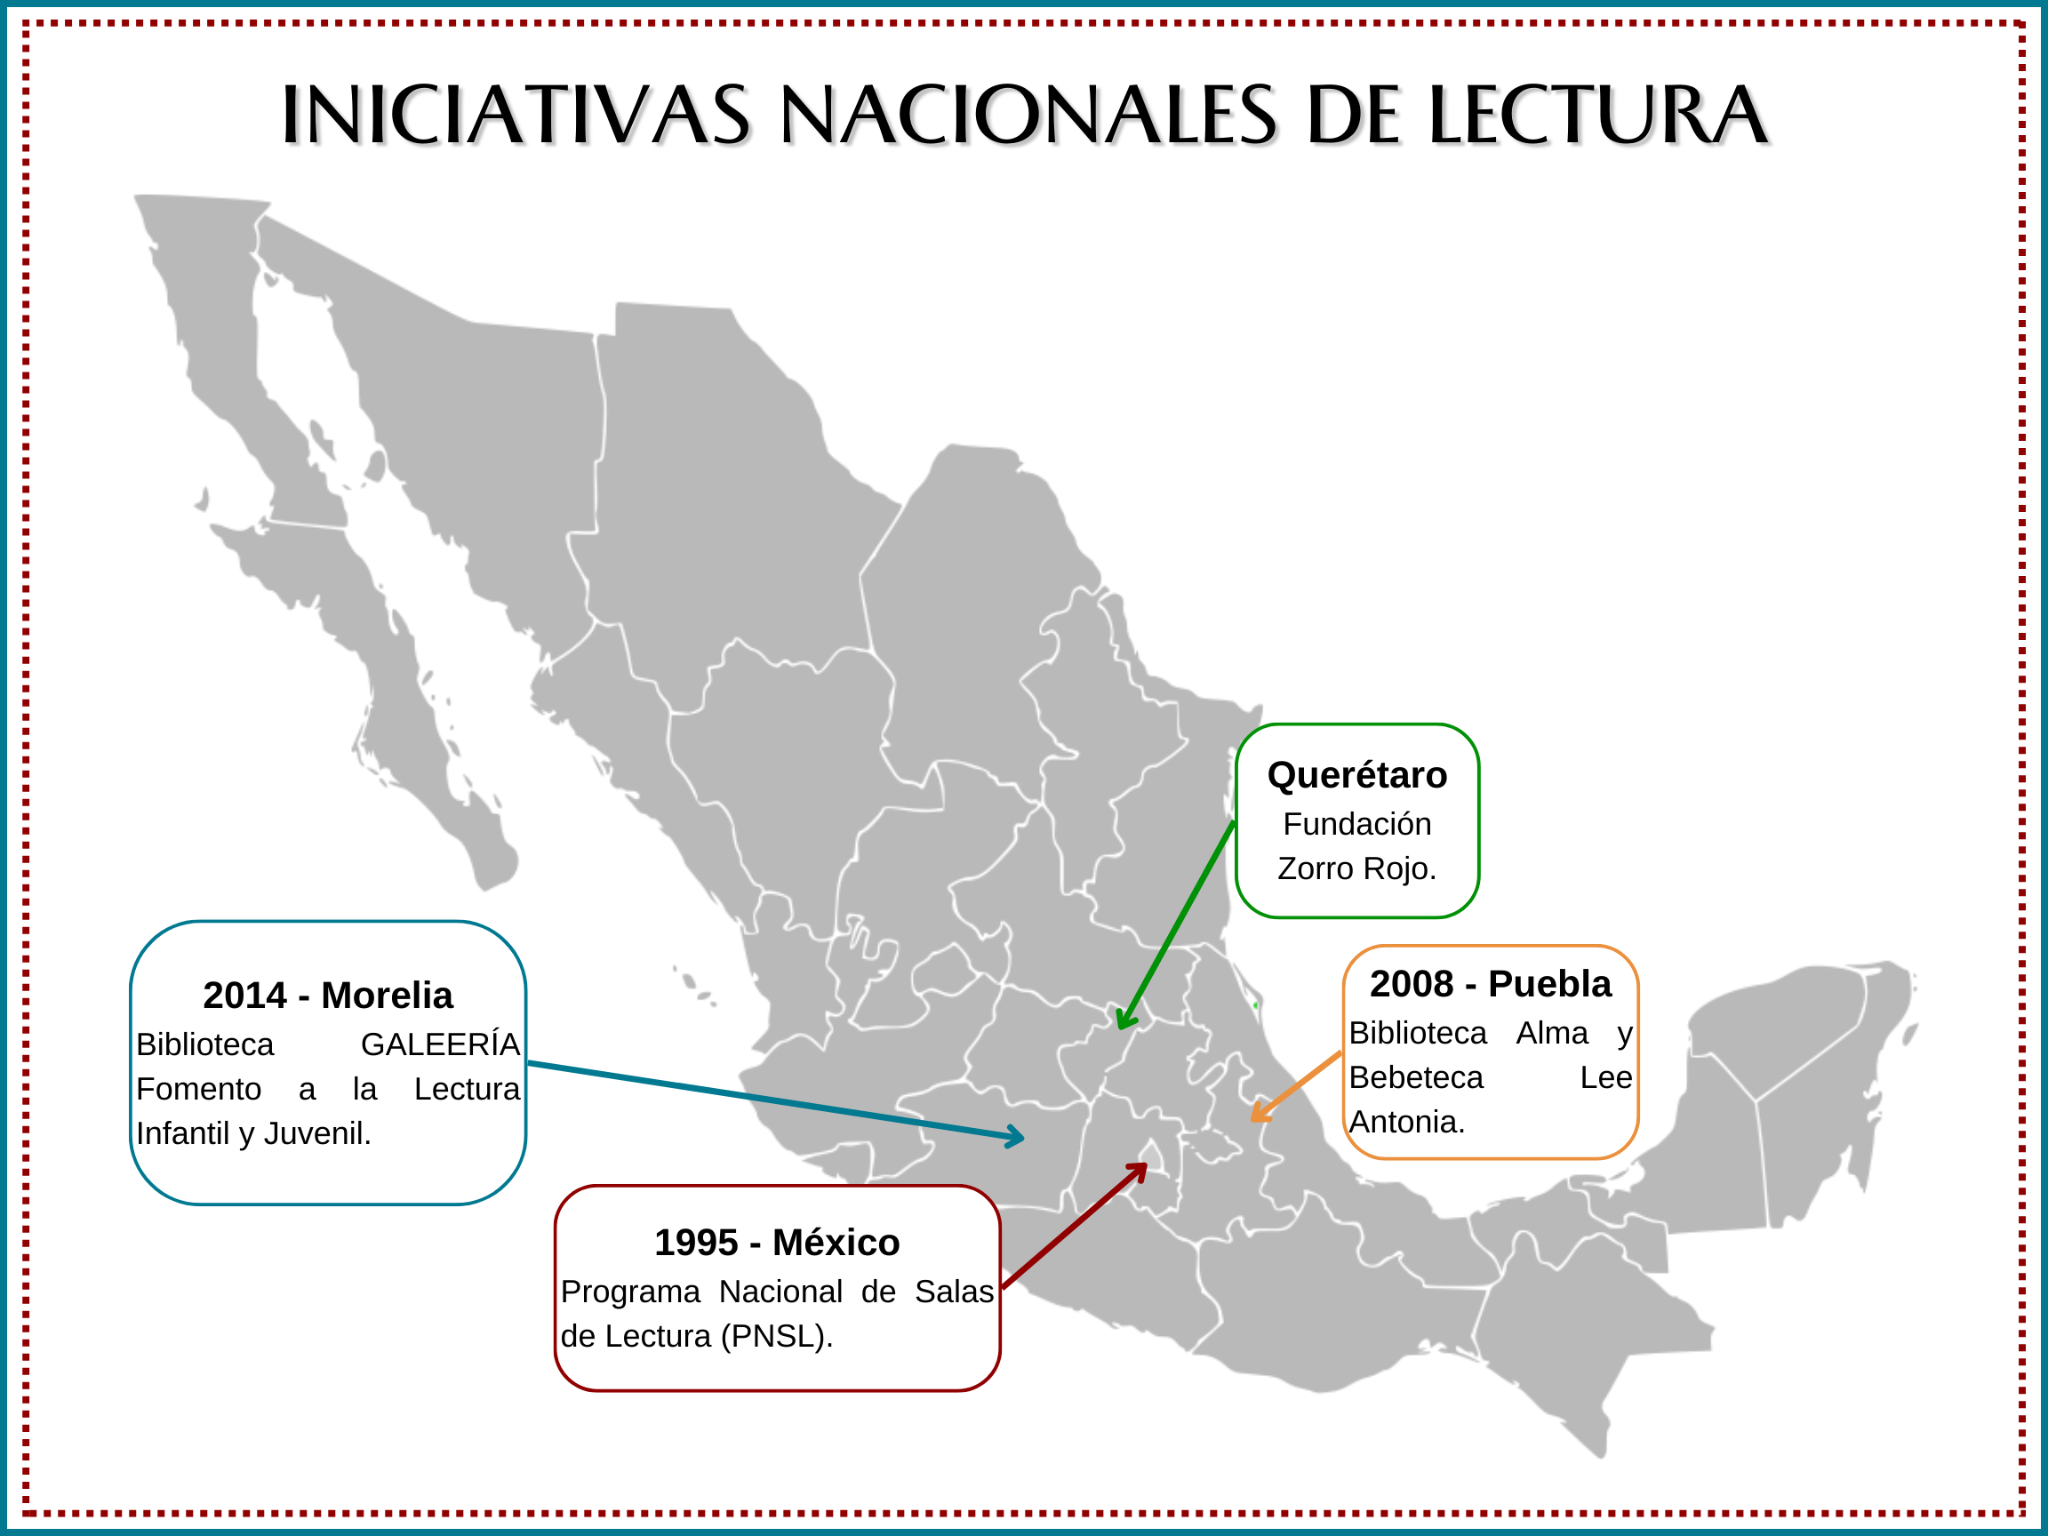 INICIATIVAS NACIONALES DE LECTURA
Querétaro
Fundación
Zorro Rojo.
2014 - Morelia
Biblioteca GALEERÍA
Fomento a la Lectura
Infantil y Juvenil.
2008 - Puebla
Biblioteca Alma y
Bebeteca Lee
Antonia.
1995 - México
Programa Nacional de Salas
de Lectura (PNSL).